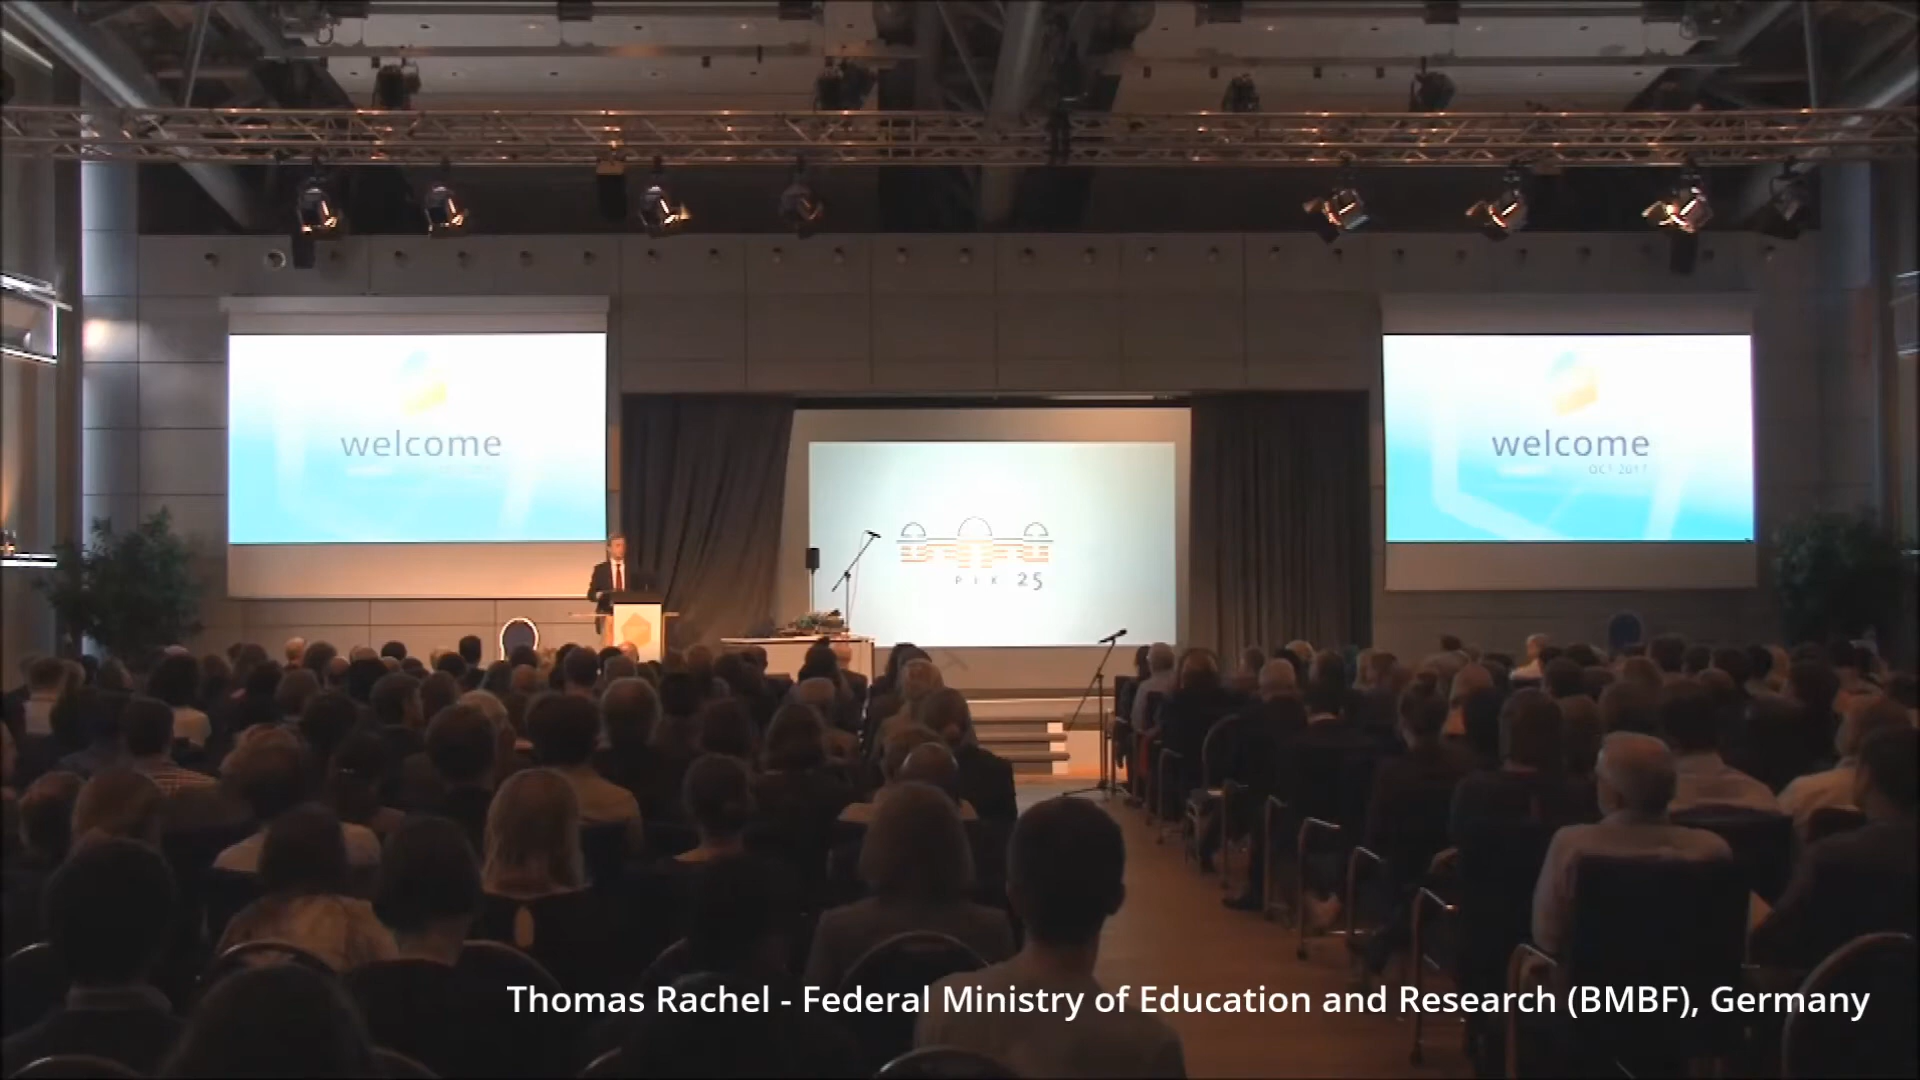 welcome
PIK 25
welcome
OCT 2017
Thomas Rachel - Federal Ministry of Education and Research (BMBF), Germany